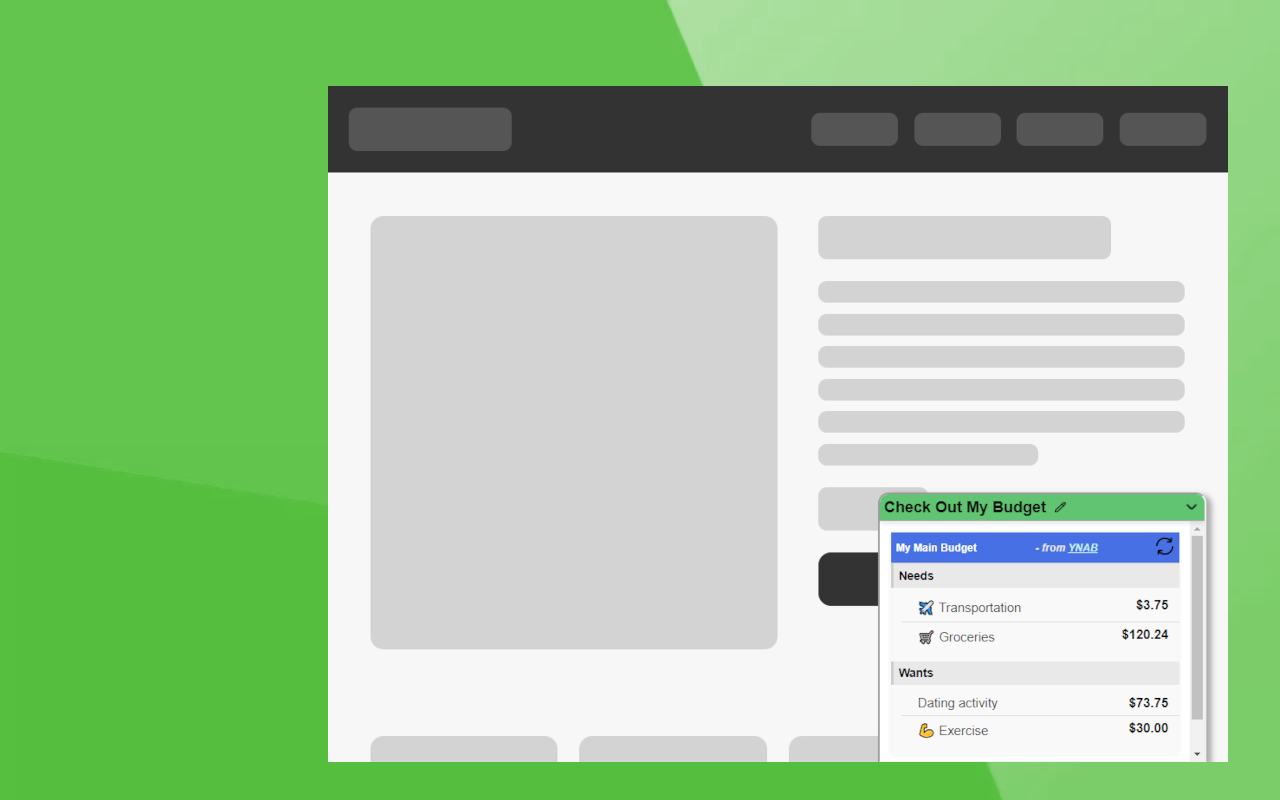 Check Out My Budget
My Main Budget - from YNAB
Needs
Transportation $3.75
Groceries $120.24
Wants
Dating activity $73.75
Exercise $30.00